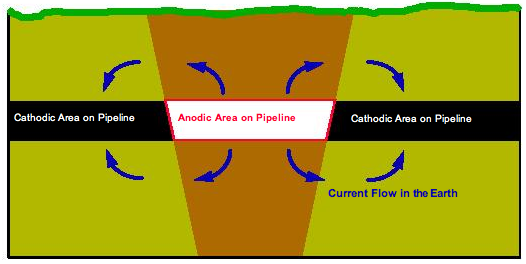 Cathodic Area on Pipeline
Anodic Area on Pipeline
Cathodic Area on Pipeline
Current Flow in the Earth